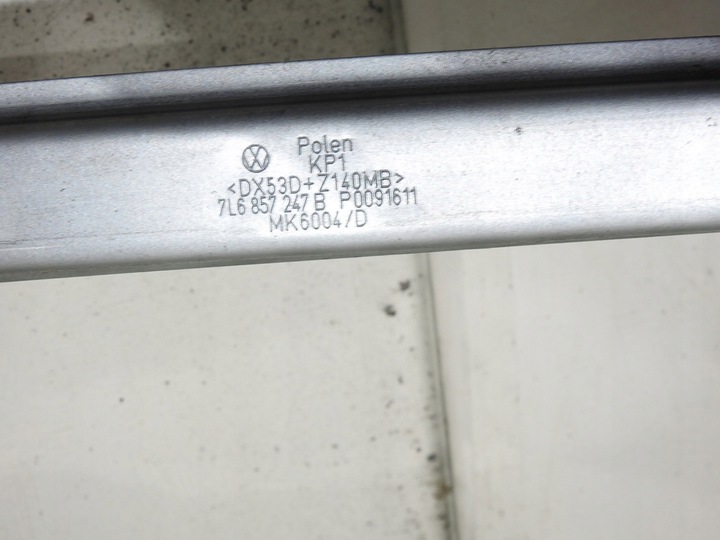 Polen
KP1
<DX53D+Z140MB>
7L6 857 247 B P0091611
MK6004/D